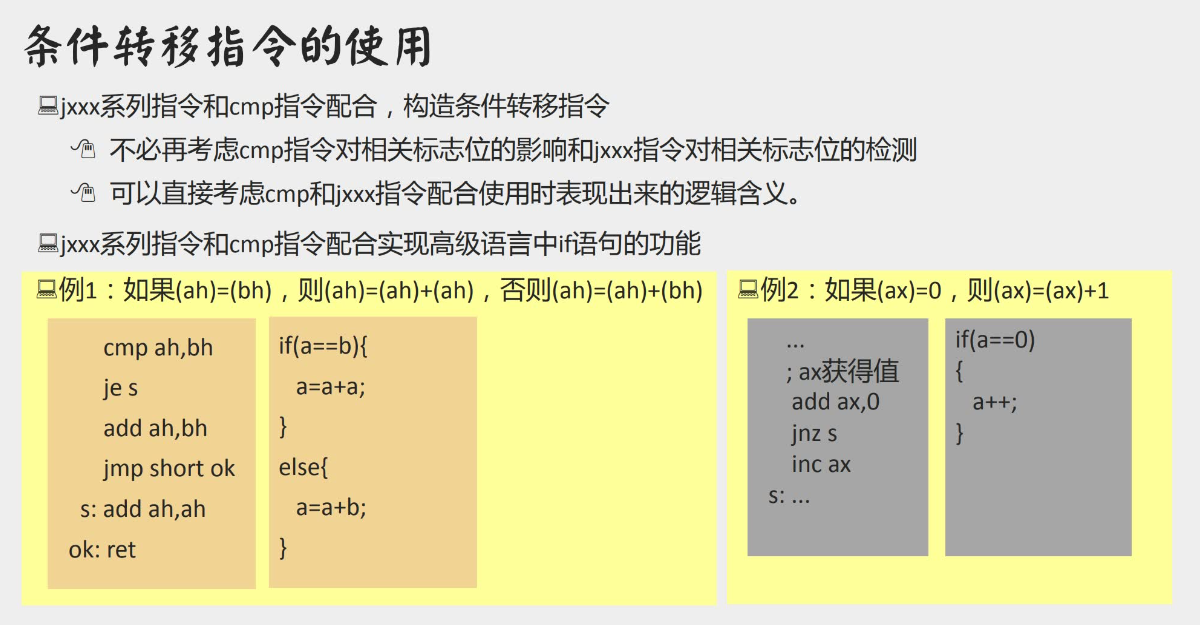 条件转移指令的使用
jxxx系列指令和cmp指令配合，构造条件转移指令
不必再考虑cmp指令对相关标志位的影响和jxxx指令对相关标志位的检测
可以直接考虑cmp和jxxx指令配合使用时表现出来的逻辑含义。
jxxx系列指令和cmp指令配合实现高级语言中if语句的功能
例1：如果(ah)=(bh)，则(ah)=(ah)+(ah)，否则(ah)=(ah)+(bh)
cmp ah,bh
je s
add ah,bh
jmp short ok
s: add ah,ah
ok: ret
if(a==b){
a=a+a;
}
else{
a=a+b;
}
例2：如果(ax)=0，则(ax)=(ax)+1
...
; ax获得值
add ax,0
jnz s
inc ax
s: ...
if(a==0)
{
a++;
}